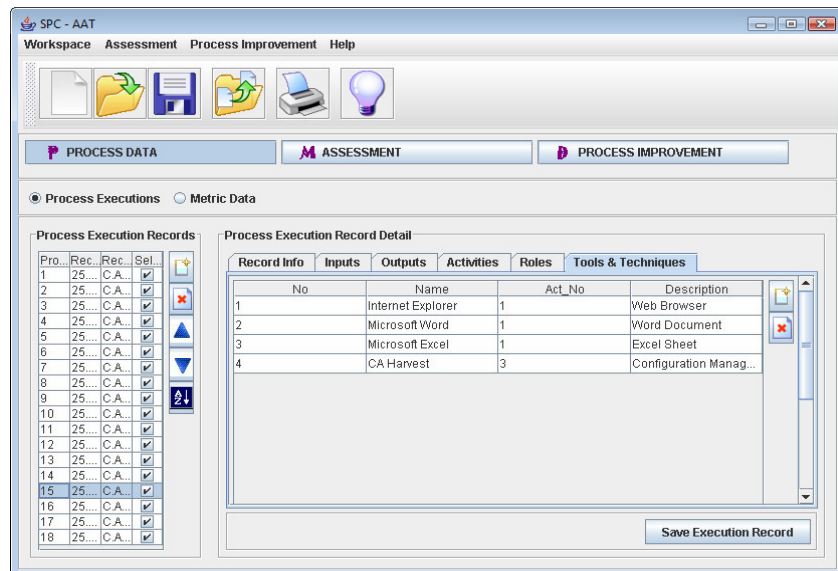 SPC - AAT
Workspace Assessment Process Improvement Help
P PROCESS DATA M ASSESSMENT PROCESS IMPROVEMENT
Process Executions Metric Data
Process Execution Records
Pro... Rec... Rec... Sel...
1 25.... C.A...
2 25.... C.A...
3 25.... C.A...
4 25.... C.A...
5 25.... C.A...
6 25.... C.A...
7 25.... C.A...
8 25.... C.A...
9 25.... C.A...
10 25.... C.A...
11 25.... C.A...
12 25.... C.A...
13 25.... C.A...
14 25.... C.A...
15 25.... C.A...
16 25.... C.A...
17 25.... C.A...
18 25.... C.A...
A
Z
Process Execution Record Detail
Record Info Inputs Outputs Activities Roles Tools & Techniques
No Name Act_No Description
1 Internet Explorer 1 Web Browser
2 Microsoft Word 1 Word Document
3 Microsoft Excel 1 Excel Sheet
4 CA Harvest 3 Configuration Manag...
Save Execution Record